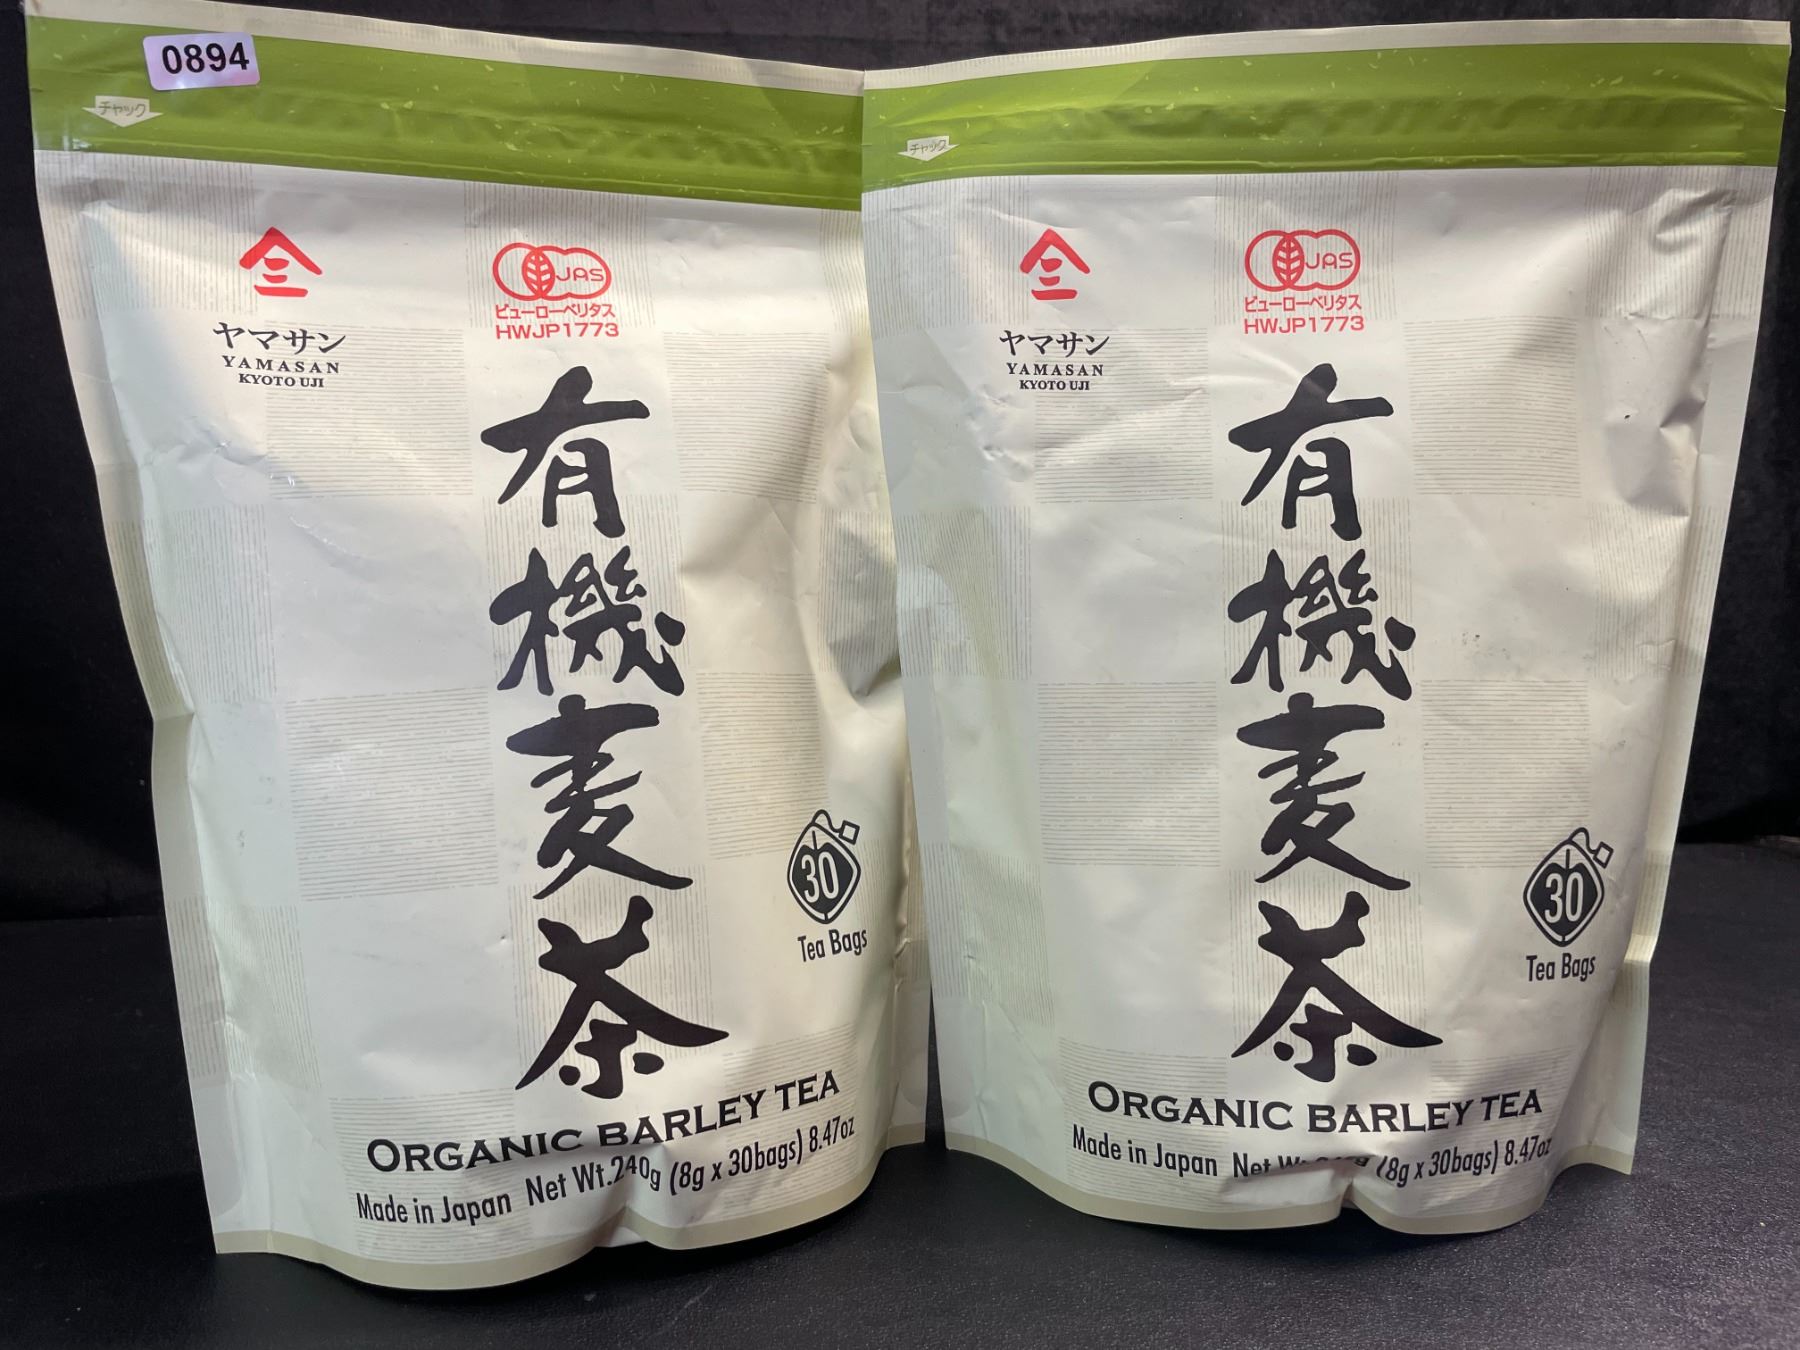 0894
チャック
ヤマサン
YAMASAN
KYOTO UJI
JAS
ビューローベリタス
HWJP1773
有機麦茶
30
Tea Bags
ORGANIC BARLEY TEA
Made in Japan Net Wt.240g (8g x 30bags) 8.47oz
チャック
ヤマサン
YAMASAN
KYOTO UJI
JAS
ビューローベリタス
HWJP1773
有機麦茶
30
Tea Bags
ORGANIC BARLEY TEA
Made in Japan Net (8g x 30bags) 8.47oz